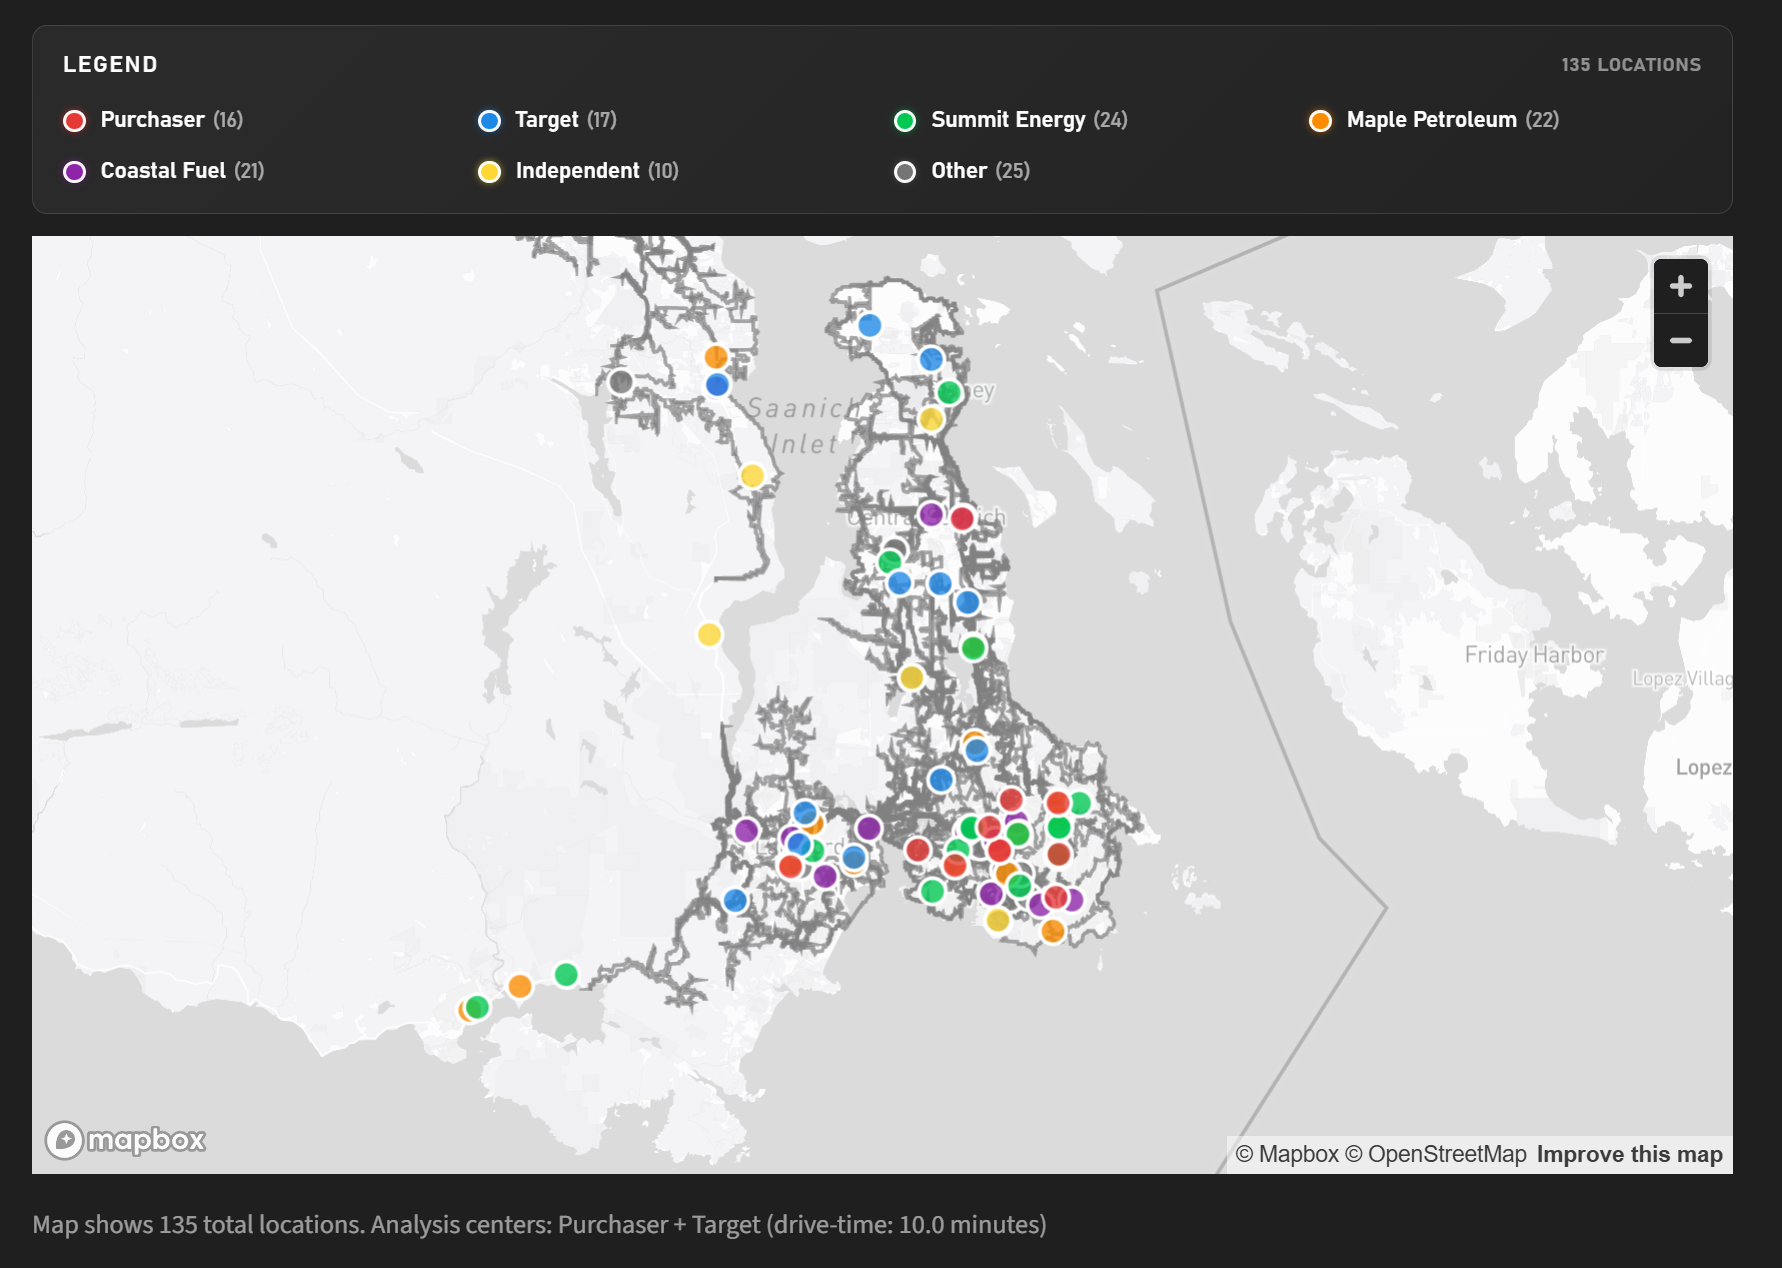 LEGEND
135 LOCATIONS
Purchaser (16)
Target (17)
Summit Energy (24)
Maple Petroleum (22)
Coastal Fuel (21)
Independent (10)
Other (25)
Saanich
Inlet
Friday Harbor
Lopez Villag
Lopez
mapbox
© Mapbox © OpenStreetMap Improve this map
Map shows 135 total locations. Analysis centers: Purchaser + Target (drive-time: 10.0 minutes)